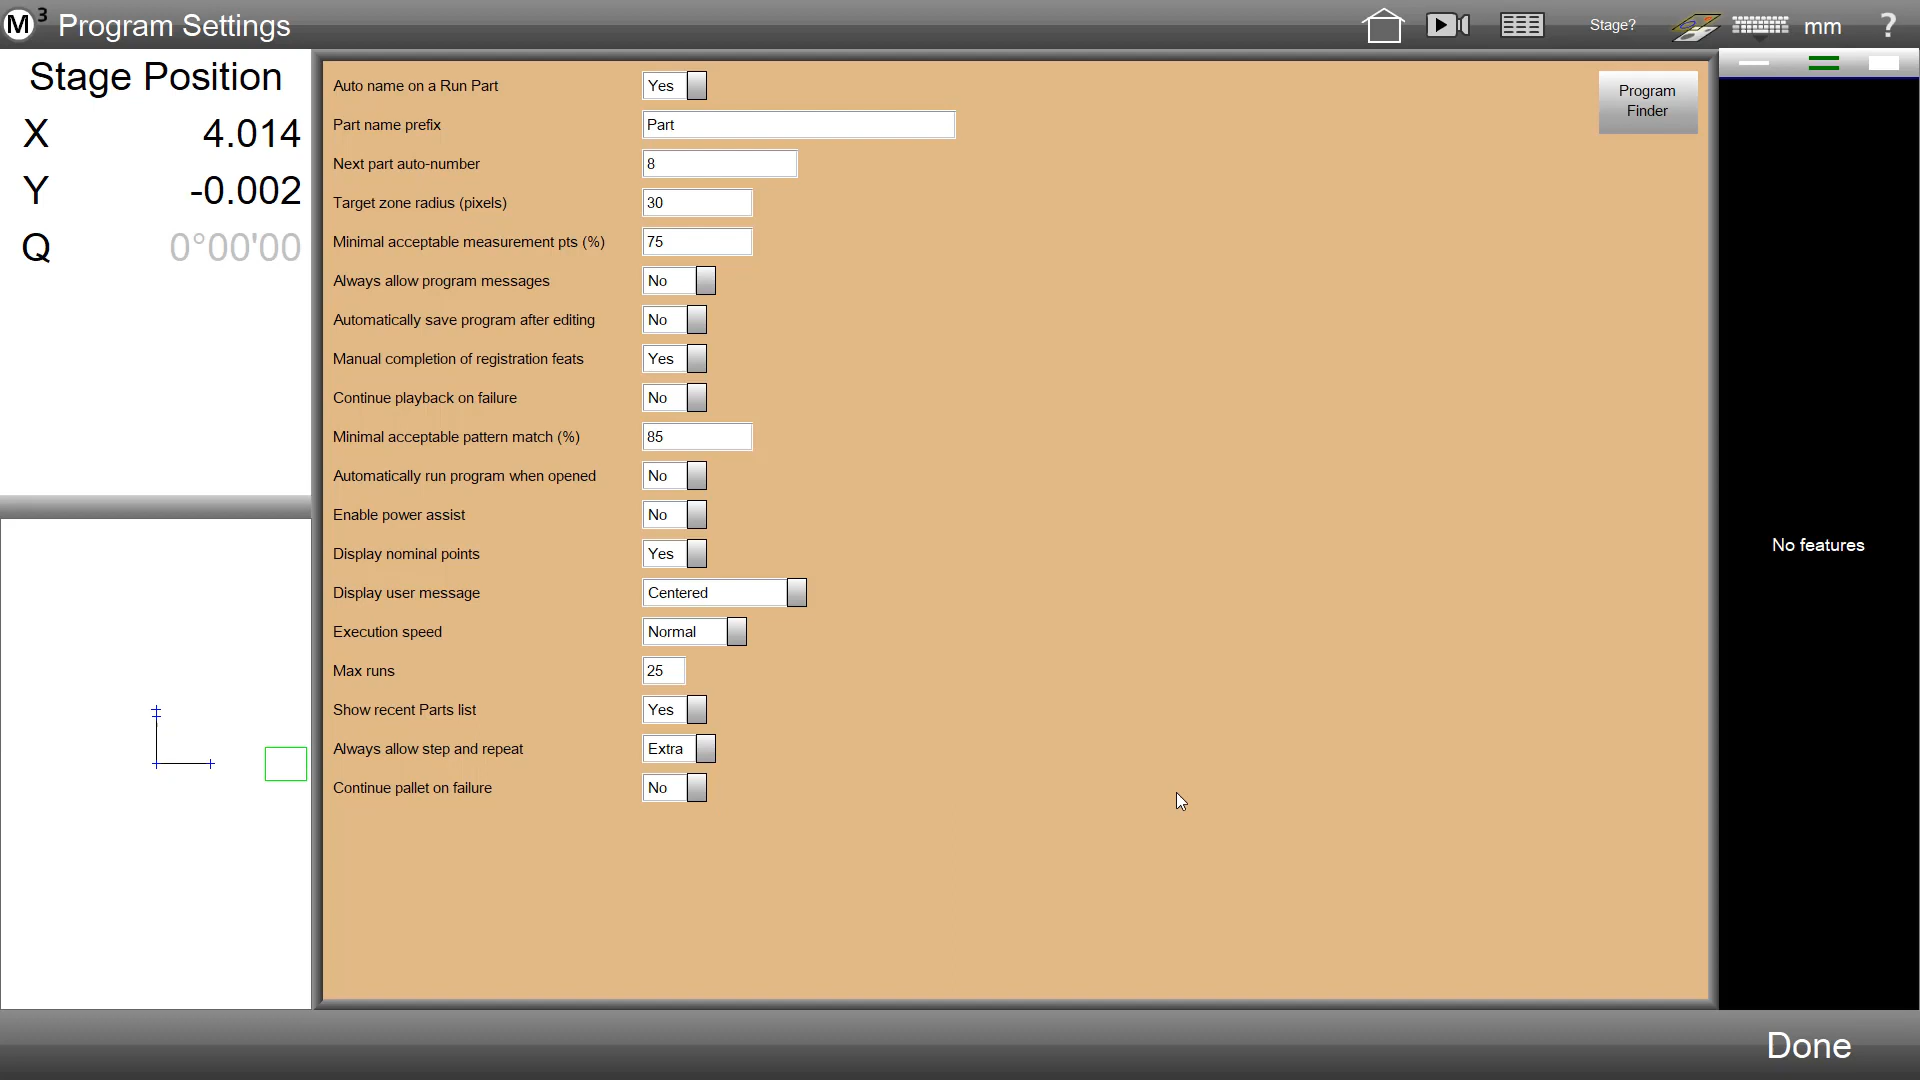 M3 Program Settings
Stage?
mm
?
Stage Position
X 4.014
Y -0.002
Q 0°00'00
Auto name on a Run Part Yes
Part name prefix Part
Next part auto-number 8
Target zone radius (pixels) 30
Minimal acceptable measurement pts (%) 75
Always allow program messages No
Automatically save program after editing No
Manual completion of registration feats Yes
Continue playback on failure No
Minimal acceptable pattern match (%) 85
Automatically run program when opened No
Enable power assist No
Display nominal points Yes
Display user message Centered
Execution speed Normal
Max runs 25
Show recent Parts list Yes
Always allow step and repeat Extra
Continue pallet on failure No
Program
Finder
No features
Done